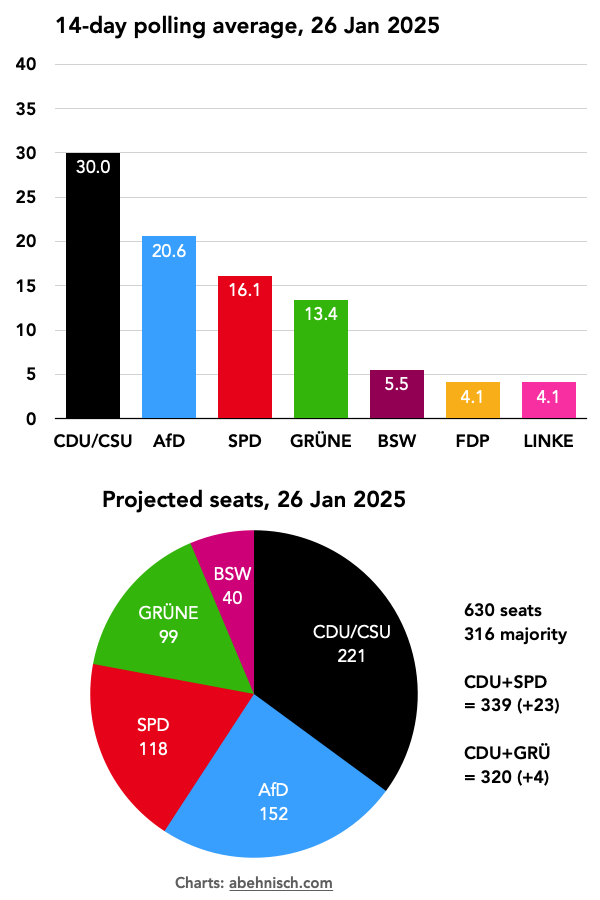 14-day polling average, 26 Jan 2025
40
35
30
25
20
15
10
5
0
30.0
20.6
16.1
13.4
5.5
4.1
4.1
CDU/CSU
AfD
SPD
GRÜNE
BSW
FDP
LINKE
Projected seats, 26 Jan 2025
BSW
40
GRÜNE
99
CDU/CSU
221
SPD
118
AfD
152
630 seats
316 majority
CDU+SPD
= 339 (+23)
CDU+GRÜ
= 320 (+4)
Charts: abehnisch.com